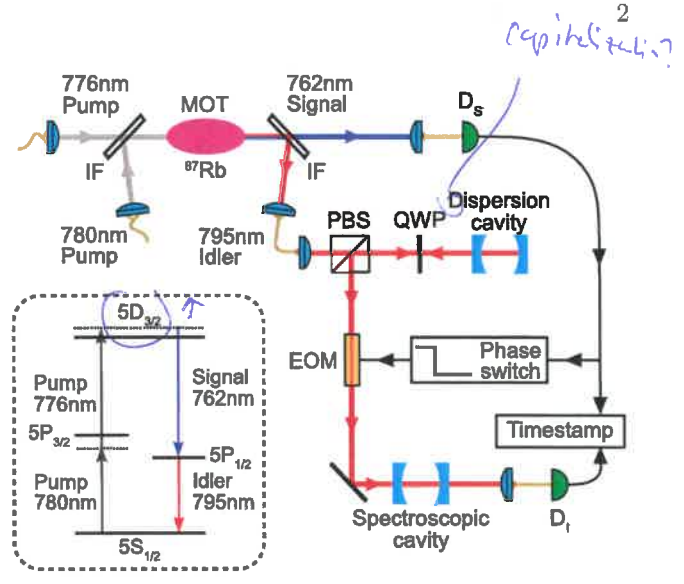 2
Capitalization?
776nm
Pump
MOT
762nm
Signal
Ds
IF
87Rb
IF
780nm
Pump
795nm
Idler
PBS
QWP
Dispersion
cavity
5D3/2
EOM
Phase
switch
Pump
776nm
Signal
762nm
5P3/2
5P1/2
Timestamp
Pump
780nm
Idler
795nm
Spectroscopic
cavity
DI
5S1/2